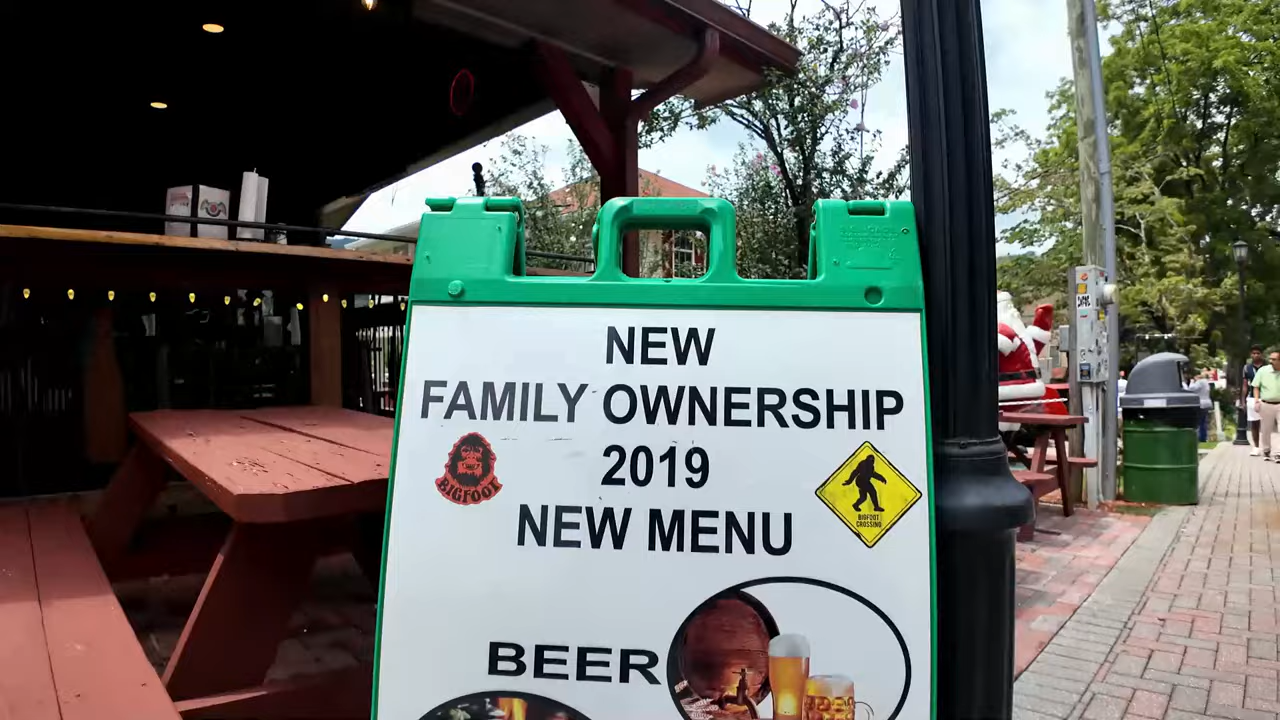 NEW
FAMILY OWNERSHIP
2019
NEW MENU
BIGFOOT
BIGFOOT
CROSSING
BEER